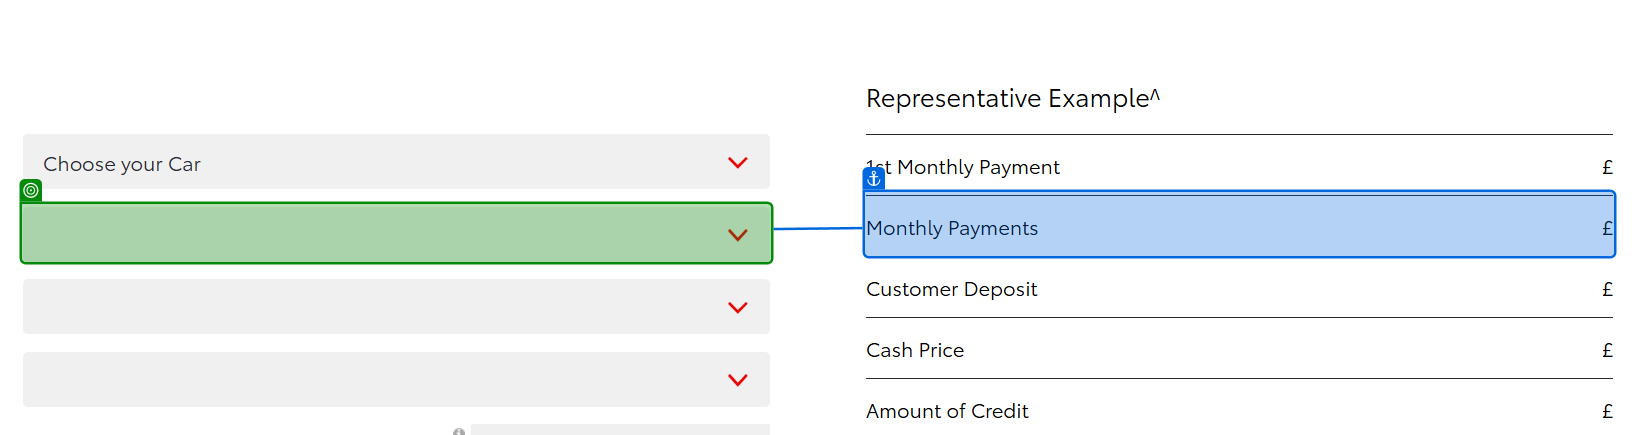 Representative Example^
Choose your Car
1st Monthly Payment £
Monthly Payments £
Customer Deposit £
Cash Price £
Amount of Credit £